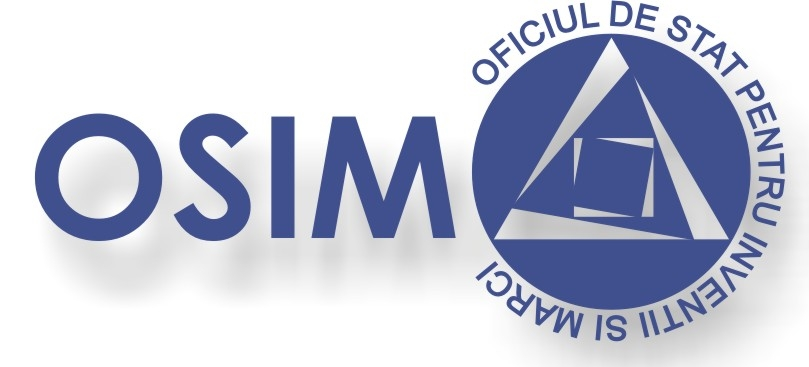 OSIM
OFICIUL DE STAT PENTRU INVENTII SI MARCI